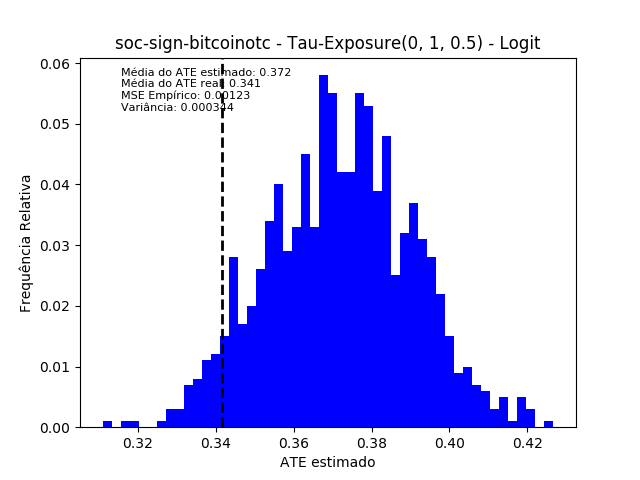 soc-sign-bitcoinotc - Tau-Exposure(0, 1, 0.5) - Logit
Média do ATE estimado: 0.372
Média do ATE real: 0.341
MSE Empírico: 0.00123
Variância: 0.000344
Frequência Relativa
0.06
0.05
0.04
0.03
0.02
0.01
0.00
0.32 0.34 0.36 0.38 0.40 0.42
ATE estimado